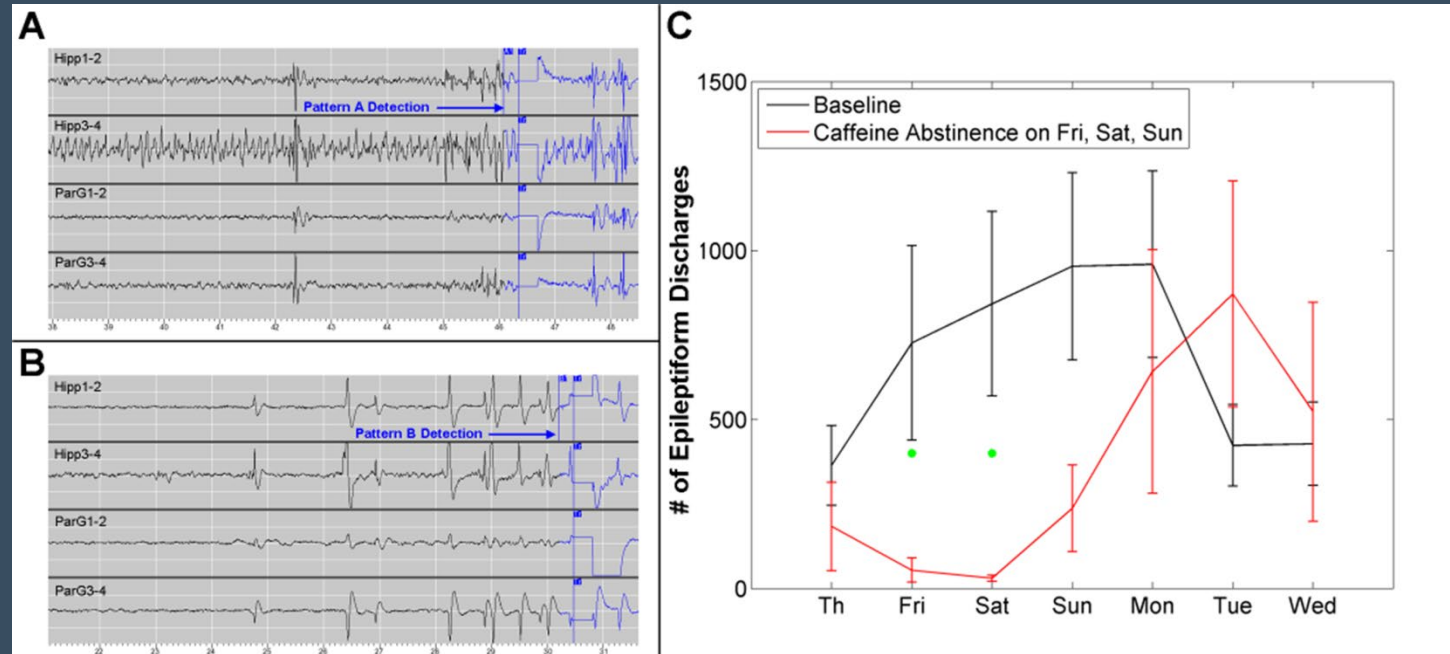 A
Hipp1-2
Pattern A Detection
Hipp3-4
ParG1-2
ParG3-4
38 39 40 41 42 43 44 45 46 47 48
B
Hipp1-2
Pattern B Detection
Hipp3-4
ParG1-2
ParG3-4
22 23 24 25 26 27 28 29 30 31
C
# of Epileptiform Discharges
1500
1000
500
0
Baseline
Caffeine Abstinence on Fri, Sat, Sun
Th Fri Sat Sun Mon Tue Wed